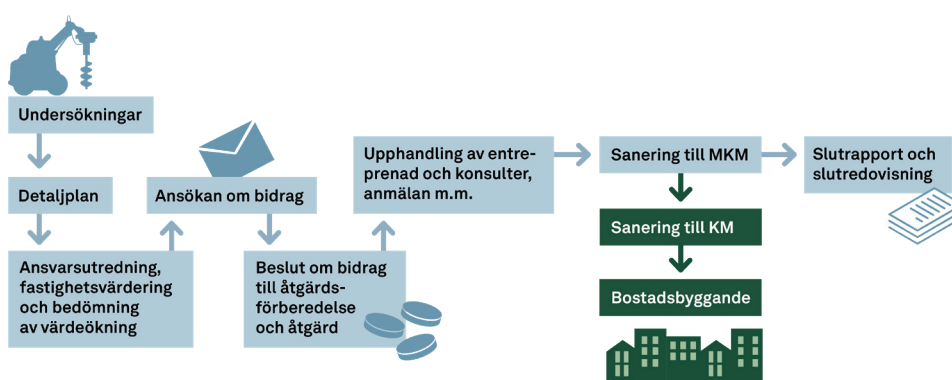 Undersökningar
Detaljplan
Ansvarsutredning,
fastighetsvärdering
och bedömning
av värdeökning
Ansökan om bidrag
Beslut om bidrag
till åtgärds-
förberedelse
och åtgärd
Upphandling av entre-
prenad och konsulter,
anmälan m.m.
Sanering till MKM
Sanering till KM
Bostadsbyggande
Slutrapport och
slutredovisning